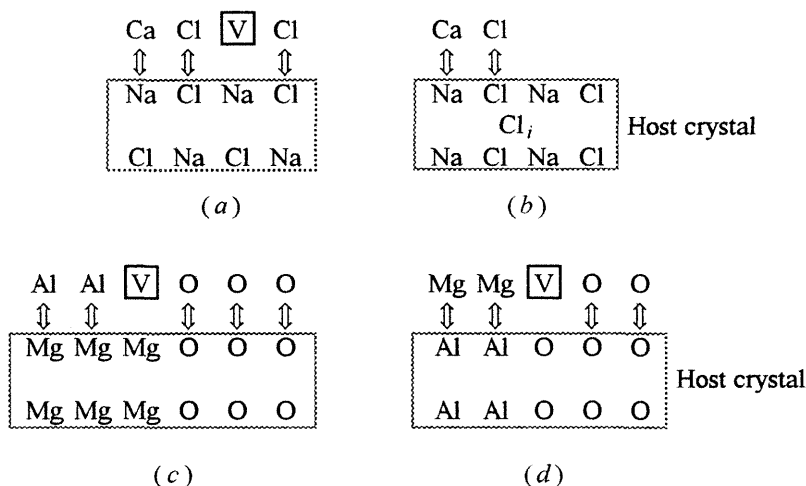 Ca Cl V Cl
Na Cl Na Cl
Cl Na Cl Na
(a)
Ca Cl
Na Cl Na Cl
Cl_i
Na Cl Na Cl
Host crystal
(b)
Al Al V O O O
Mg Mg Mg O O O
Mg Mg Mg O O O
(c)
Mg Mg V O O
Al Al O O O
Al Al O O O
Host crystal
(d)